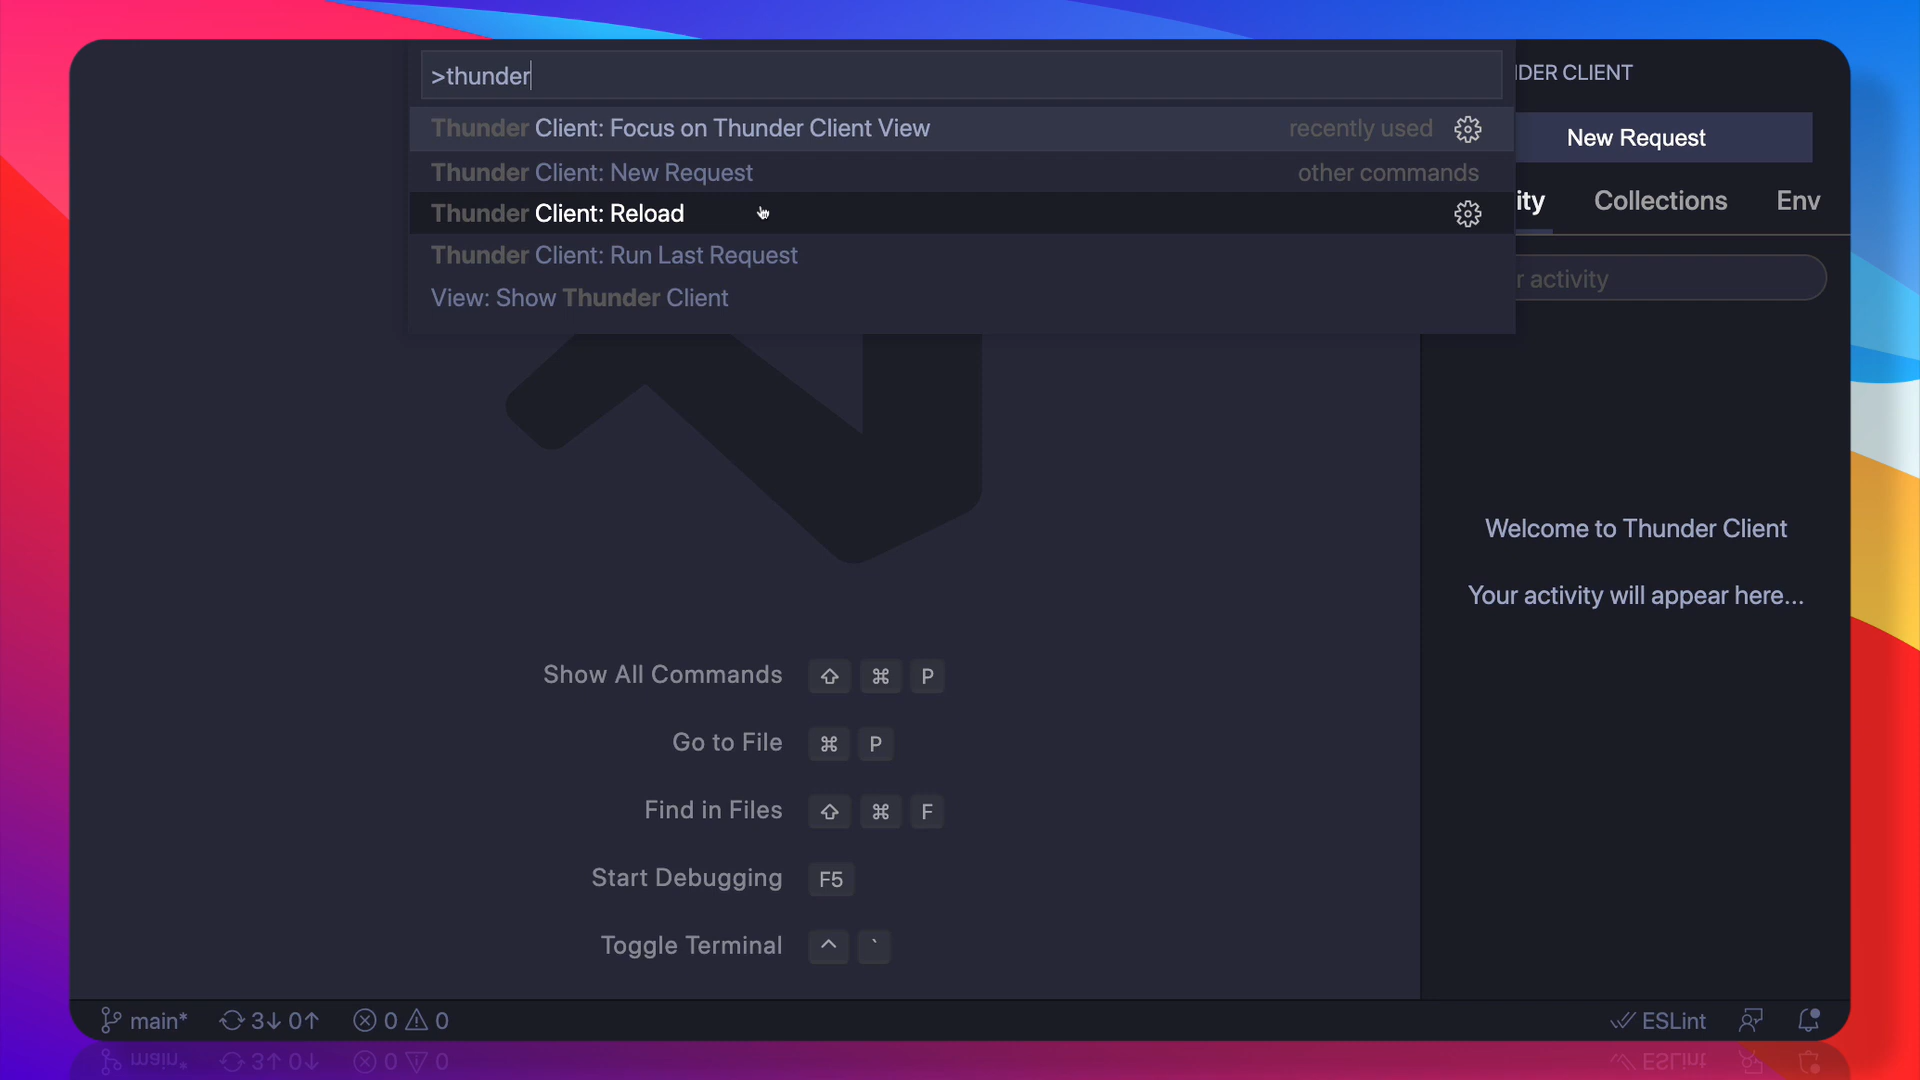 >thunder
NDER CLIENT
Thunder Client: Focus on Thunder Client View recently used
New Request
Thunder Client: New Request other commands
ity Collections Env
Thunder Client: Reload
Thunder Client: Run Last Request
r activity
View: Show Thunder Client
Welcome to Thunder Client
Your activity will appear here...
Show All Commands ⇧ ⌘ P
Go to File ⌘ P
Find in Files ⇧ ⌘ F
Start Debugging F5
Toggle Terminal ^ `
main* 3↓ 0↑ 0 0 ESLint